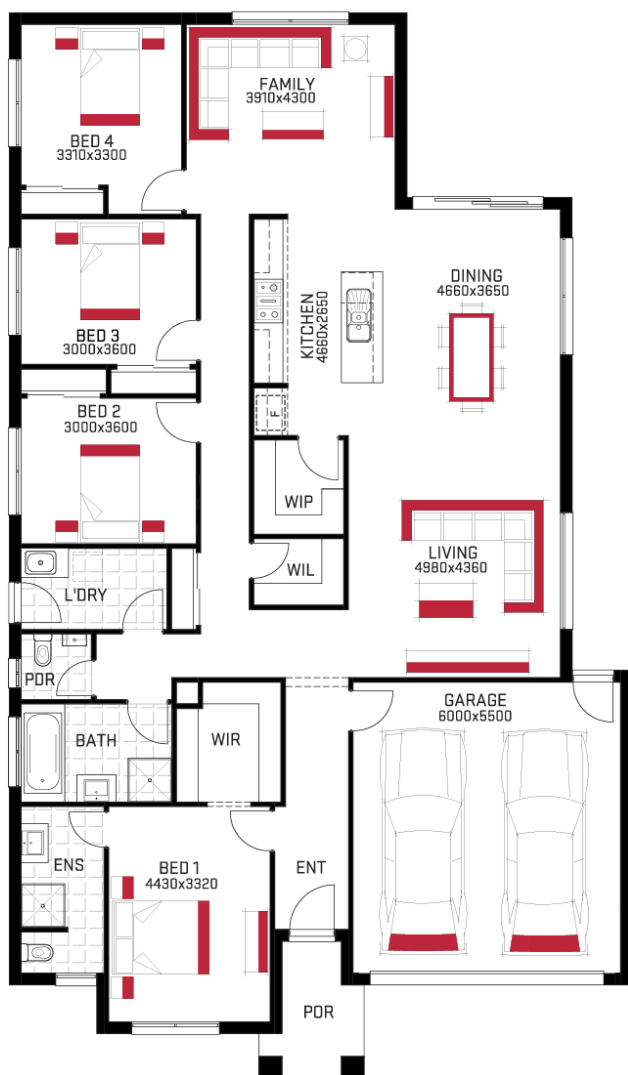 FAMILY
3910x4300
BED 4
3310x3300
DINING
4660x3650
KITCHEN
4660x2650
BED 3
3000x3600
BED 2
3000x3600
F
WIP
WIL
LIVING
4980x4360
L'DRY
PDR
GARAGE
6000x5500
BATH
WIR
ENS
BED 1
4430x3320
ENT
POR